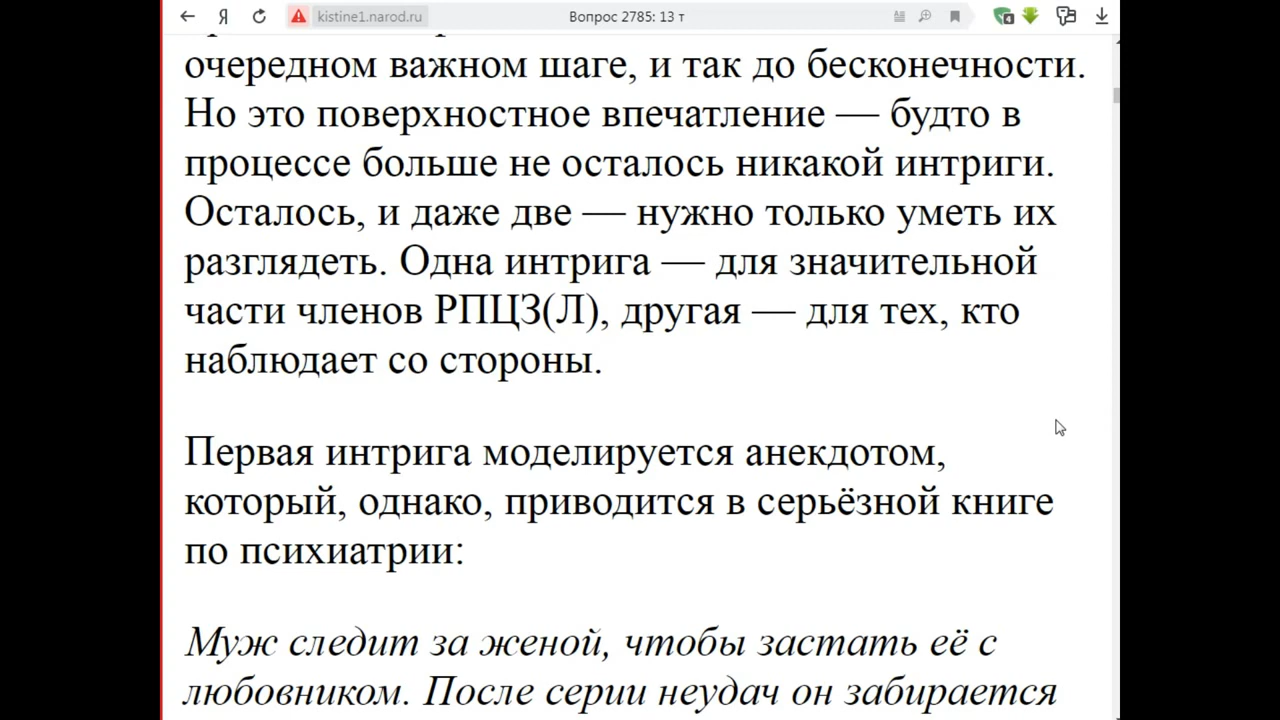 Я
kistine1.narod.ru
Вопрос 2785: 13 т
4
очередном важном шаге, и так до бесконечности.
Но это поверхностное впечатление — будто в
процессе больше не осталось никакой интриги.
Осталось, и даже две — нужно только уметь их
разглядеть. Одна интрига — для значительной
части членов РПЦЗ(Л), другая — для тех, кто
наблюдает со стороны.
Первая интрига моделируется анекдотом,
который, однако, приводится в серьёзной книге
по психиатрии:
Муж следит за женой, чтобы застать её с
любовником. После серии неудач он забирается